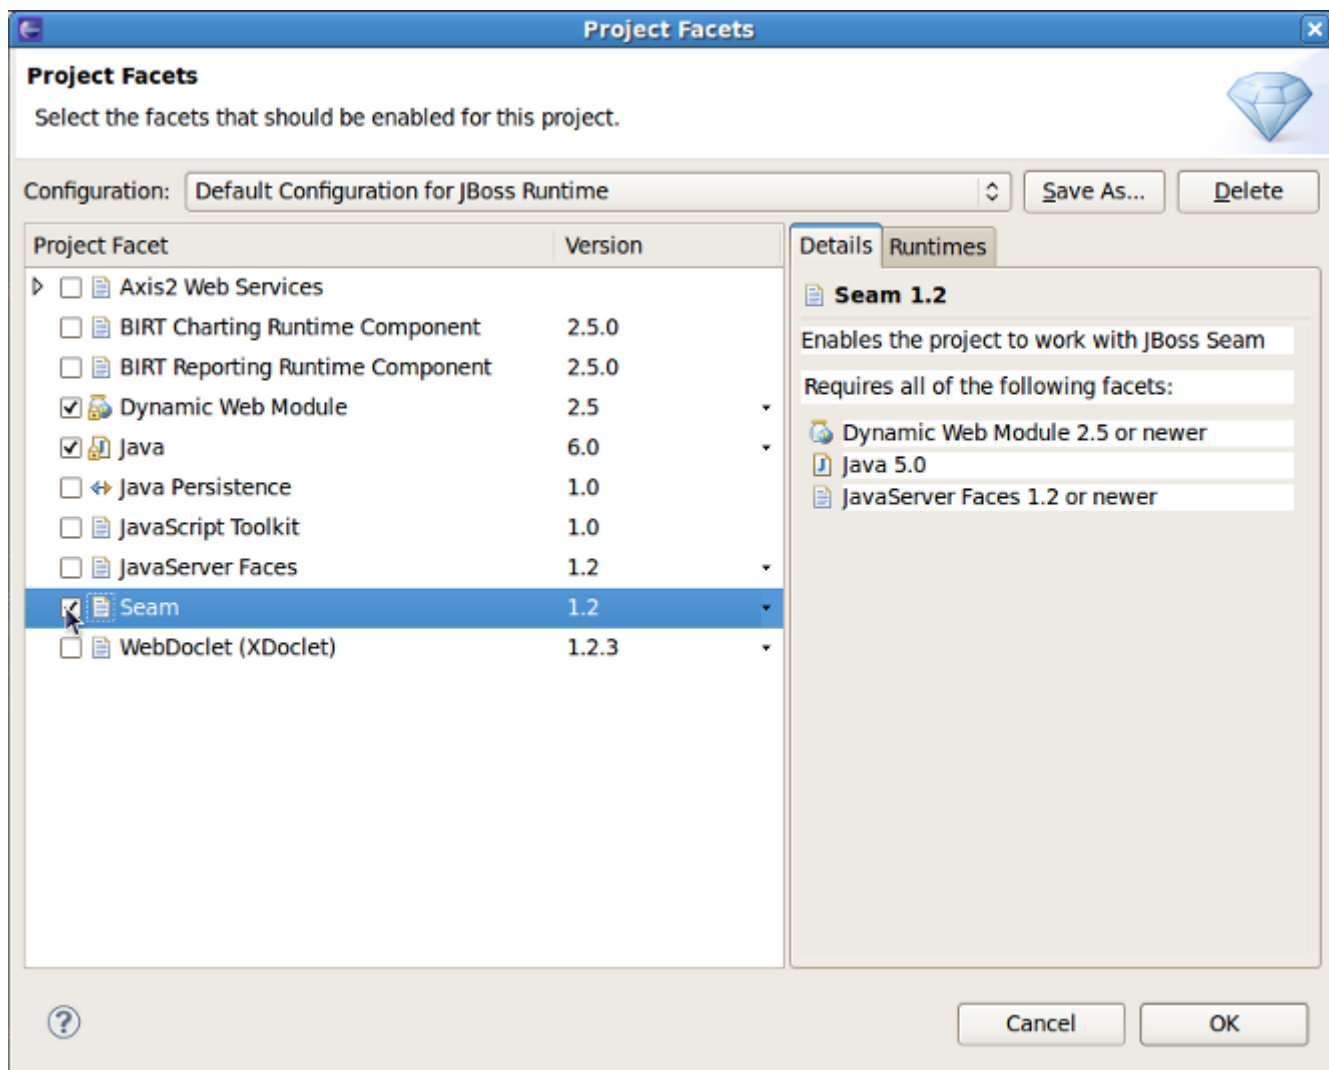 Project Facets
Project Facets
Select the facets that should be enabled for this project.
Configuration: Default Configuration for JBoss Runtime Save As... Delete
Project Facet Version
Axis2 Web Services
BIRT Charting Runtime Component 2.5.0
BIRT Reporting Runtime Component 2.5.0
Dynamic Web Module 2.5
Java 6.0
Java Persistence 1.0
JavaScript Toolkit 1.0
JavaServer Faces 1.2
Seam 1.2
WebDoclet (XDoclet) 1.2.3
Details Runtimes
Seam 1.2
Enables the project to work with JBoss Seam
Requires all of the following facets:
Dynamic Web Module 2.5 or newer
Java 5.0
JavaServer Faces 1.2 or newer
? Cancel OK